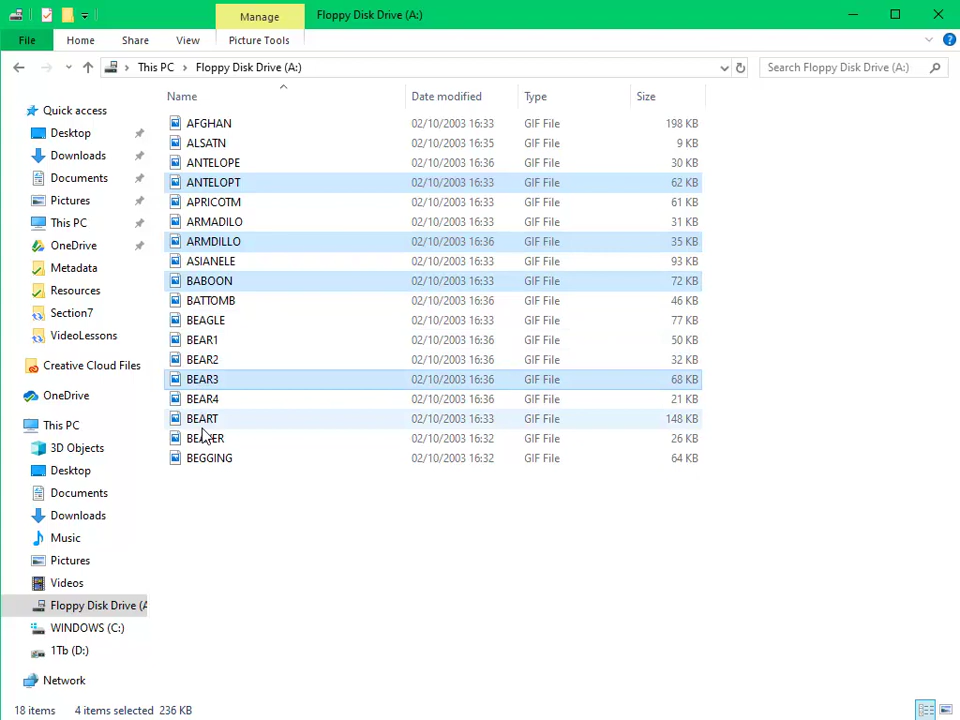 Manage Floppy Disk Drive (A:)
File Home Share View Picture Tools
This PC Floppy Disk Drive (A:) Search Floppy Disk Drive (A:)
Name Date modified Type Size
Quick access
Desktop
Downloads
Documents
Pictures
This PC
OneDrive
Metadata
Resources
Section7
VideoLessons
Creative Cloud Files
OneDrive
This PC
3D Objects
Desktop
Documents
Downloads
Music
Pictures
Videos
Floppy Disk Drive (A
WINDOWS (C:)
1Tb (D:)
Network
AFGHAN 02/10/2003 16:33 GIF File 198 KB
ALSATN 02/10/2003 16:35 GIF File 9 KB
ANTELOPE 02/10/2003 16:36 GIF File 30 KB
ANTELOPT 02/10/2003 16:33 GIF File 62 KB
APRICOTM 02/10/2003 16:33 GIF File 61 KB
ARMADILO 02/10/2003 16:33 GIF File 31 KB
ARMDILLO 02/10/2003 16:36 GIF File 35 KB
ASIANELE 02/10/2003 16:33 GIF File 93 KB
BABOON 02/10/2003 16:33 GIF File 72 KB
BATTOMB 02/10/2003 16:36 GIF File 46 KB
BEAGLE 02/10/2003 16:33 GIF File 77 KB
BEAR1 02/10/2003 16:33 GIF File 50 KB
BEAR2 02/10/2003 16:36 GIF File 32 KB
BEAR3 02/10/2003 16:36 GIF File 68 KB
BEAR4 02/10/2003 16:36 GIF File 21 KB
BEART 02/10/2003 16:33 GIF File 148 KB
02/10/2003 16:32 GIF File 26 KB
BEGGING 02/10/2003 16:32 GIF File 64 KB
18 items 4 items selected 236 KB